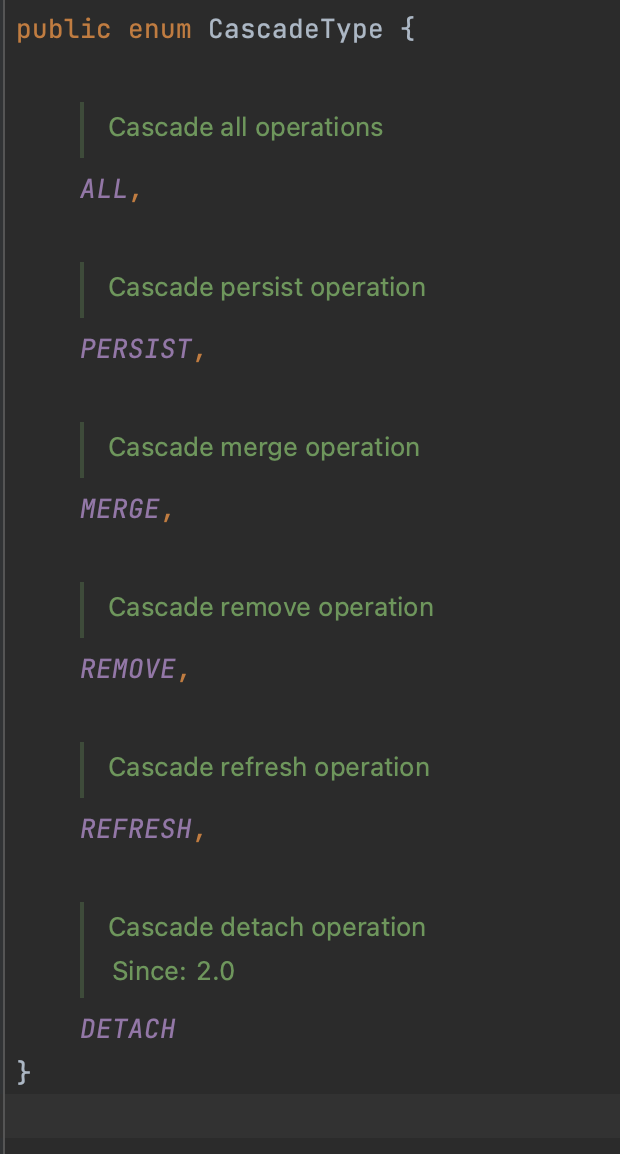 public enum CascadeType {
Cascade all operations
ALL,
Cascade persist operation
PERSIST,
Cascade merge operation
MERGE,
Cascade remove operation
REMOVE,
Cascade refresh operation
REFRESH,
Cascade detach operation
Since: 2.0
DETACH
}